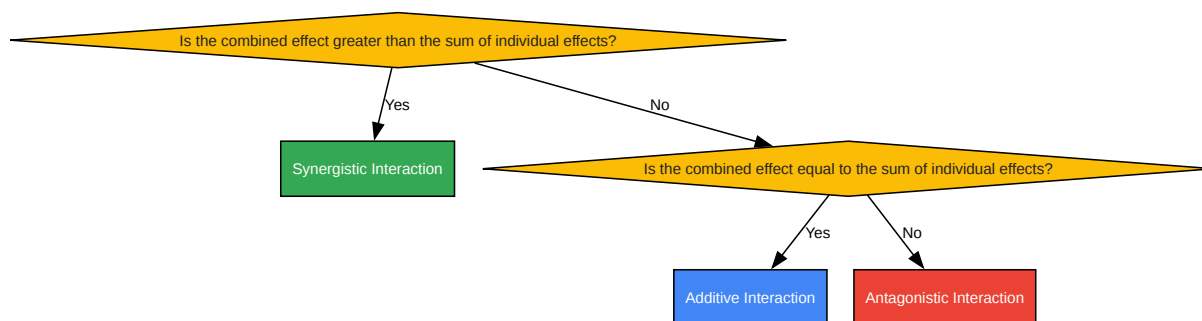 Is the combined effect greater than the sum of individual effects?
Yes
No
Synergistic Interaction
Is the combined effect equal to the sum of individual effects?
Yes
No
Additive Interaction
Antagonistic Interaction